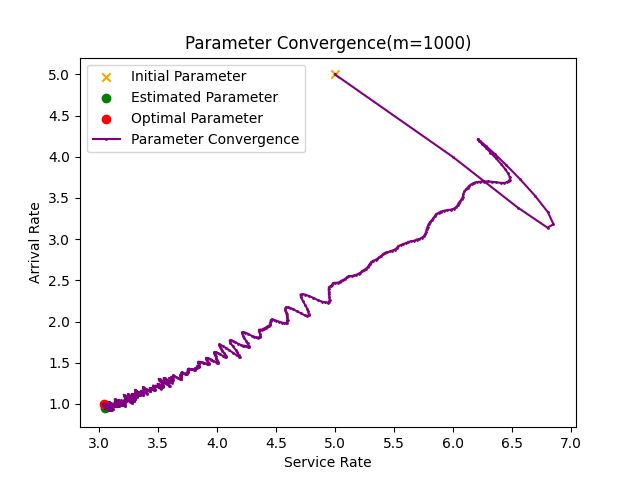 Parameter Convergence(m=1000)
Initial Parameter
Estimated Parameter
Optimal Parameter
Parameter Convergence
Arrival Rate
5.0
4.5
4.0
3.5
3.0
2.5
2.0
1.5
1.0
3.0 3.5 4.0 4.5 5.0 5.5 6.0 6.5 7.0
Service Rate